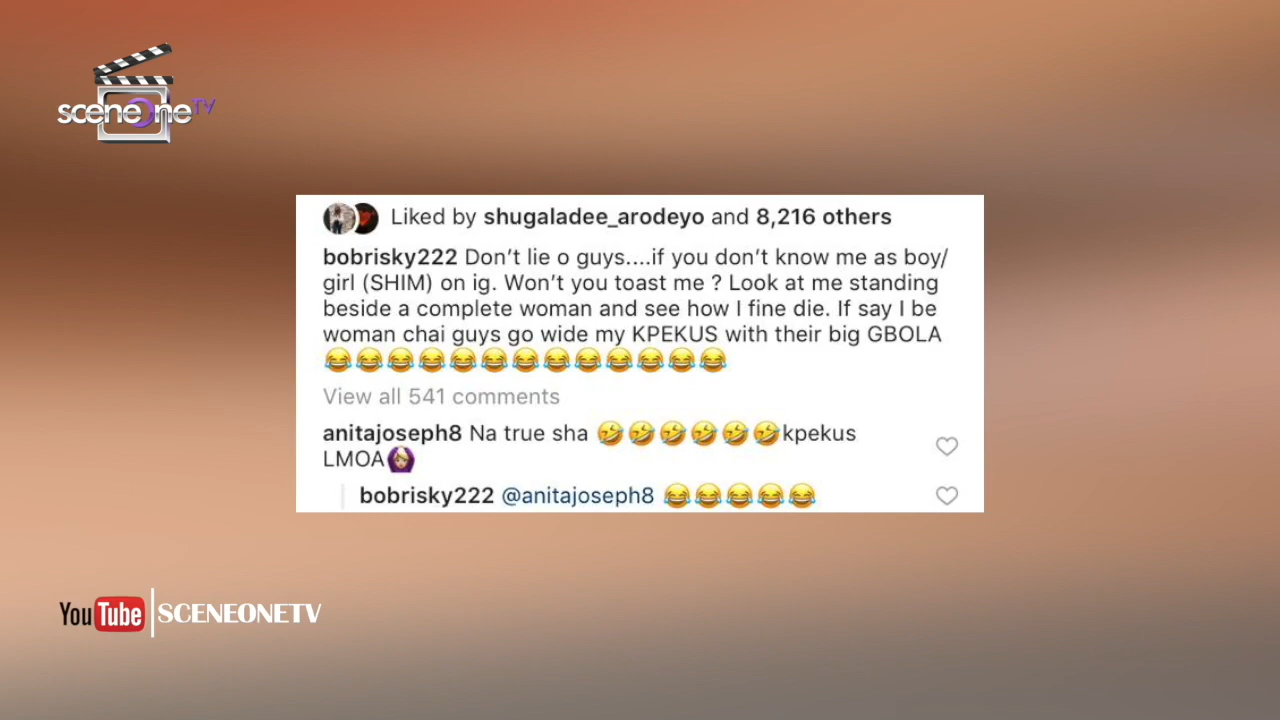 sceneOneTV
Liked by shugaladee_arodeyo and 8,216 others
bobrisky222 Don't lie o guys....if you don't know me as boy/
girl (SHIM) on ig. Won't you toast me ? Look at me standing
beside a complete woman and see how I fine die. If say I be
woman chai guys go wide my KPEKUS with their big GBOLA
😂😂😂😂😂😂😂😂😂😂😂😂😂
View all 541 comments
anitajoseph8 Na true sha 🤣🤣🤣🤣🤣🤣kpekus
LMOA🙆🏼‍♀️
bobrisky222 @anitajoseph8 😂😂😂😂😂
YouTube SCENEONETV